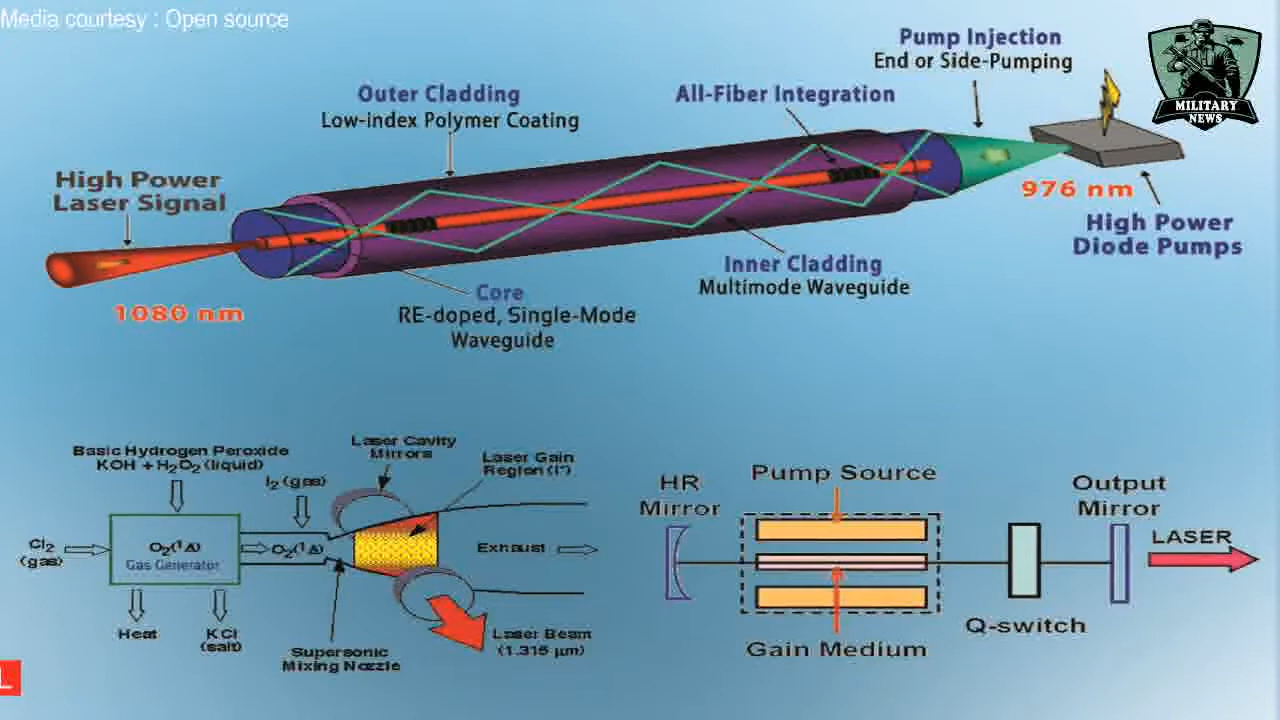 Media courtesy : Open source
MILITARY
NEWS
Pump Injection
End or Side-Pumping
Outer Cladding
Low-index Polymer Coating
All-Fiber Integration
High Power
Laser Signal
976 nm
High Power
Diode Pumps
Inner Cladding
Multimode Waveguide
1080 nm
Core
RE-doped, Single-Mode
Waveguide
Basic Hydrogen Peroxide
KOH + H₂O₂ (liquid)
I₂ (gas)
Laser Cavity
Mirrors
Laser Gain
Region (I*)
Cl₂
(gas)
O₂(¹Δ)
Gas Generator
O₂(¹Δ)
Exhaust
Heat
KCl
(salt)
Supersonic
Mixing Nozzle
Laser Beam
(1.315 μm)
Pump Source
HR
Mirror
Output
Mirror
LASER
Q-switch
Gain Medium
L